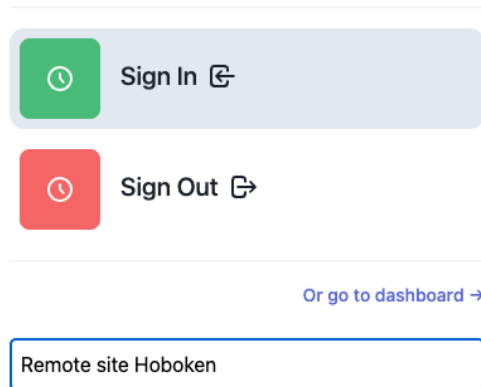 Sign In
Sign Out
Or go to dashboard →
Remote site Hoboken